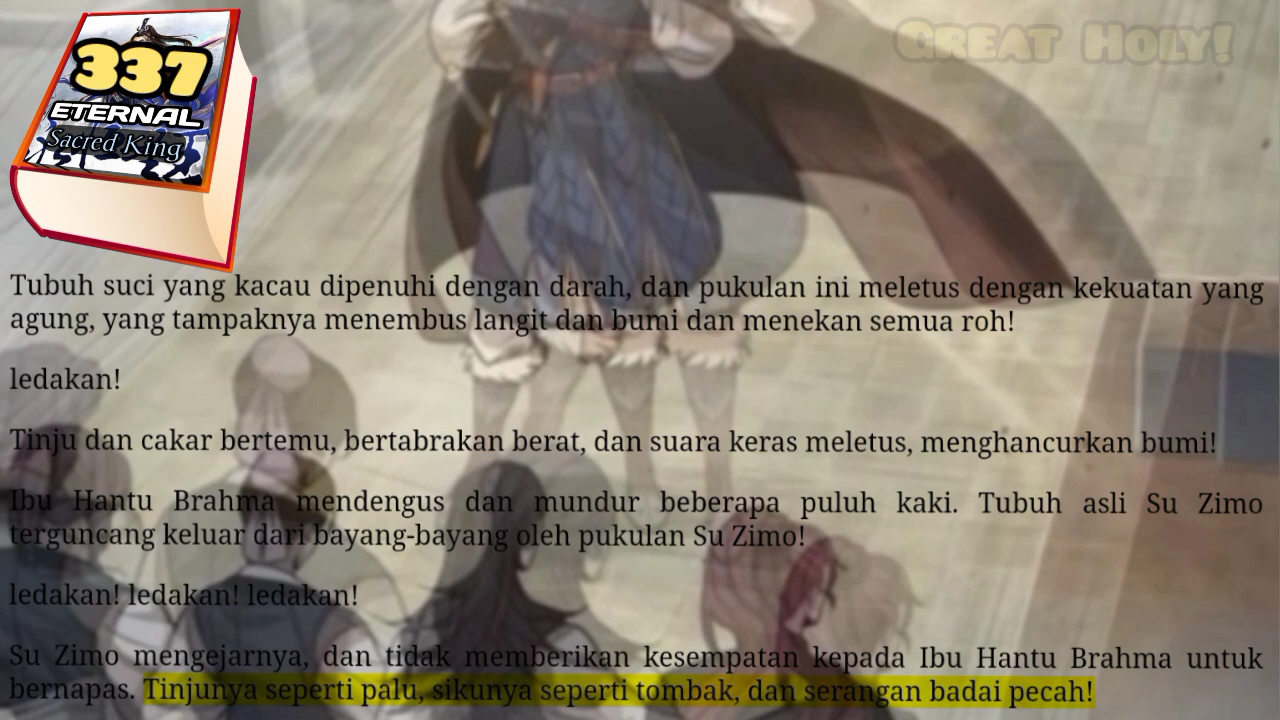 GREAT HOLY!
337
ETERNAL
Sacred King
Tubuh suci yang kacau dipenuhi dengan darah, dan pukulan ini meletus dengan kekuatan yang
agung, yang tampaknya menembus langit dan bumi dan menekan semua roh!
ledakan!
Tinju dan cakar bertemu, bertabrakan berat, dan suara keras meletus, menghancurkan bumi!
Ibu Hantu Brahma mendengus dan mundur beberapa puluh kaki. Tubuh asli Su Zimo
terguncang keluar dari bayang-bayang oleh pukulan Su Zimo!
ledakan! ledakan! ledakan!
Su Zimo mengejarnya, dan tidak memberikan kesempatan kepada Ibu Hantu Brahma untuk
bernapas. Tinjunya seperti palu, sikunya seperti tombak, dan serangan badai pecah!